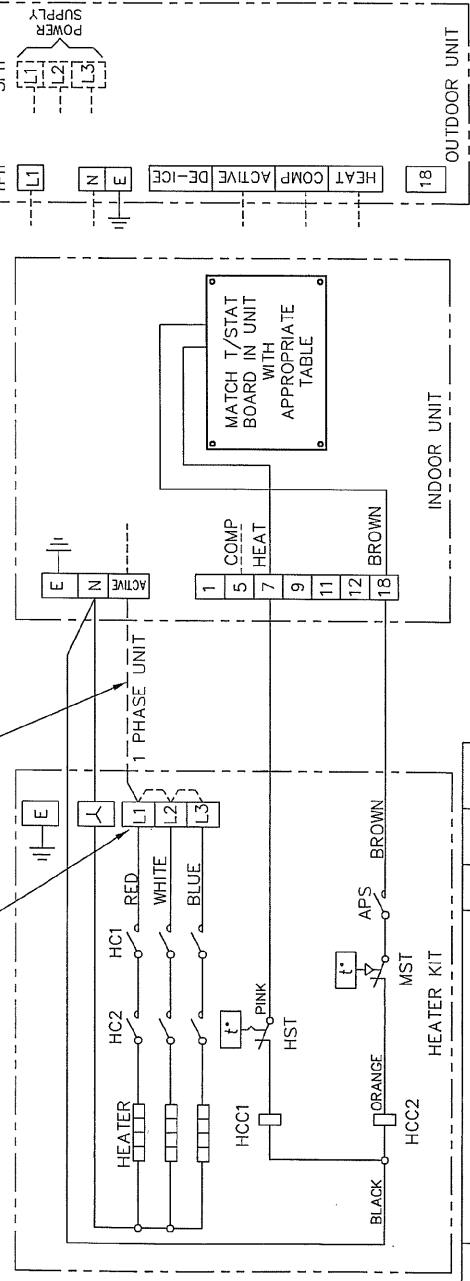 HEATER KIT
E
⅄
L1
L2
L3
RED
WHITE
BLUE
HC1
HC2
HEATER
t°
PINK
HST
HCC1
BROWN
APS
t°
MST
ORANGE
HCC2
BLACK
1 PHASE UNIT
INDOOR UNIT
E
N
ACTIVE
1
5
7
9
11
12
18
COMP
HEAT
BROWN
MATCH T/STAT
BOARD IN UNIT
WITH
APPROPRIATE
TABLE
OUTDOOR UNIT
L1
L2
L3
POWER
SUPPLY
L1
N
E
DE-ICE
ACTIVE
COMP
HEAT
18